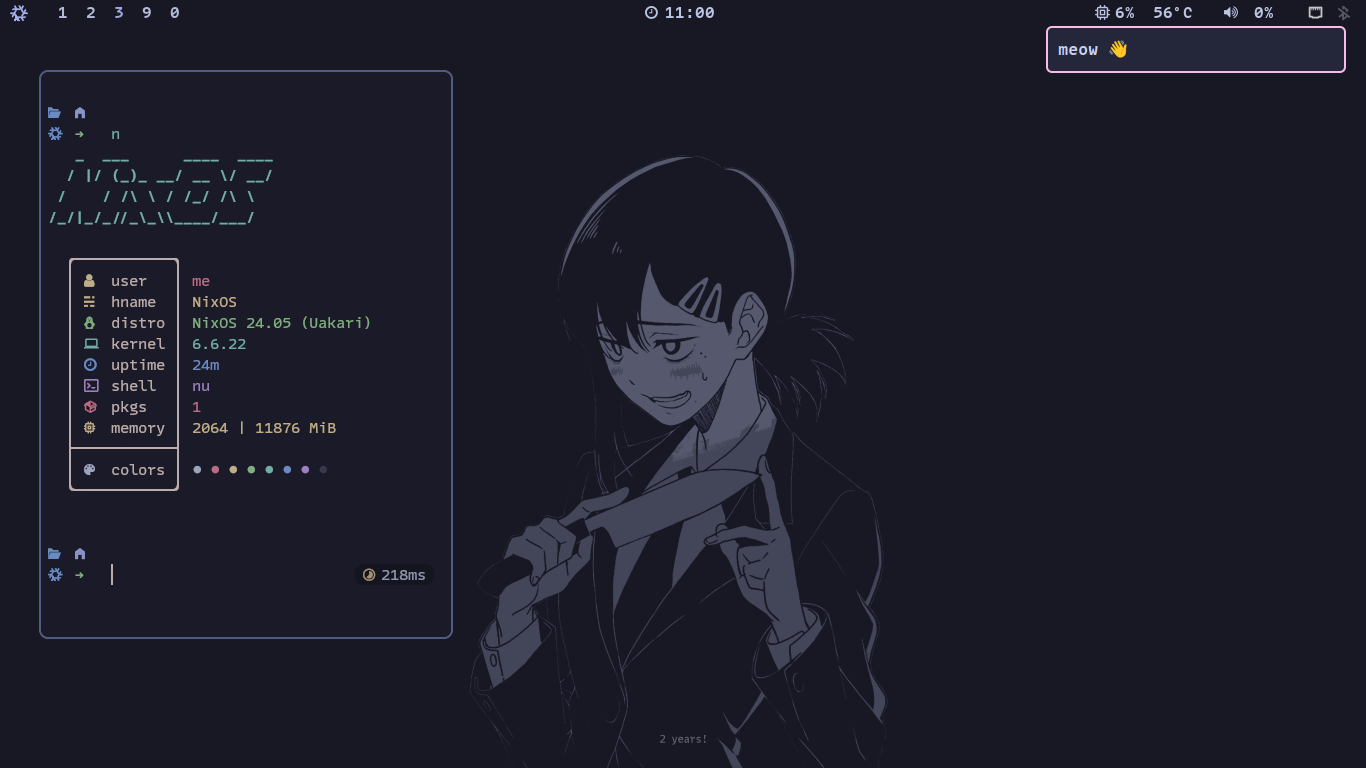 1 2 3 9 0
11:00
6% 56°C 0%
meow 👋
➜ n
   _  ___      ____  ____
  / |/ (_)_ __/ __ \/ __/
 /    / /\ \ / /_/ /\ \
/_/|_/_//_\_\\____/___/
user me
hname NixOS
distro NixOS 24.05 (Uakari)
kernel 6.6.22
uptime 24m
shell nu
pkgs 1
memory 2064 | 11876 MiB
colors ● ● ● ● ● ● ● ●
➜ 218ms
2 years!